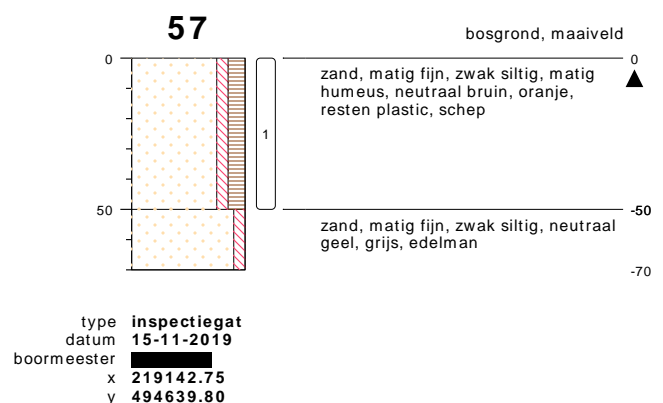 57
bosgrond, maaiveld
0
0
zand, matig fijn, zwak siltig, matig
humeus, neutraal bruin, oranje,
resten plastic, schep
1
50
-50
zand, matig fijn, zwak siltig, neutraal
geel, grijs, edelman
-70
type inspectiegat
datum 15-11-2019
boormeester
x 219142.75
y 494639.80